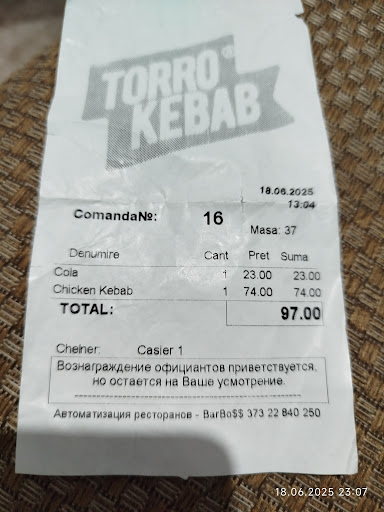 TORRO®
KEBAB
18.06.2025
13:04
Comanda№: 16
Masa: 37
Denumire Cant Pret Suma
Cola 1 23.00 23.00
Chicken Kebab 1 74.00 74.00
TOTAL: 97.00
Chelner: Casier 1
Вознаграждение официантов приветствуется,
но остается на Ваше усмотрение.
Автоматизация ресторанов - BarBo$$ 373 22 840 250
18.06.2025 23:07